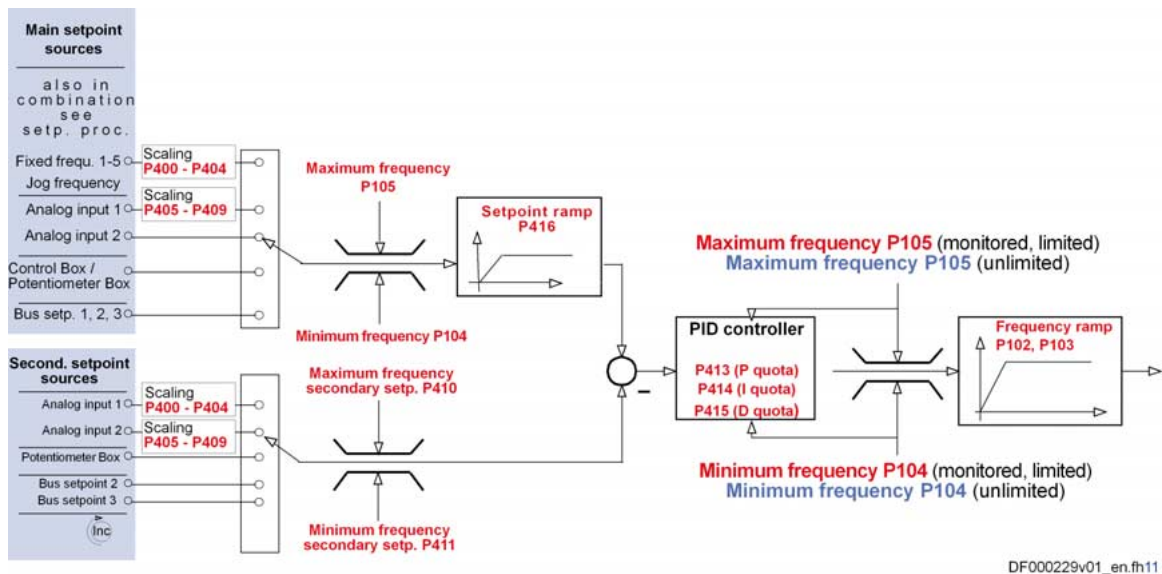 Main setpoint
sources
also in
combination
see
setp. proc.
Fixed frequ. 1-5
Scaling
P400 - P404
Jog frequency
Analog input 1
Scaling
P405 - P409
Analog input 2
Control Box /
Potentiometer Box
Bus setp. 1, 2, 3
Maximum frequency
P105
Minimum frequency P104
Setpoint ramp
P416
Second. setpoint
sources
Analog input 1
Scaling
P400 - P404
Analog input 2
Scaling
P405 - P409
Potentiometer Box
Bus setpoint 2
Bus setpoint 3
Inc
Maximum frequency
secondary setp. P410
Minimum frequency
secondary setp. P411
–
PID controller
P413 (P quota)
P414 (I quota)
P415 (D quota)
Maximum frequency P105 (monitored, limited)
Maximum frequency P105 (unlimited)
Minimum frequency P104 (monitored, limited)
Minimum frequency P104 (unlimited)
Frequency ramp
P102, P103
DF000229v01_en.fh11